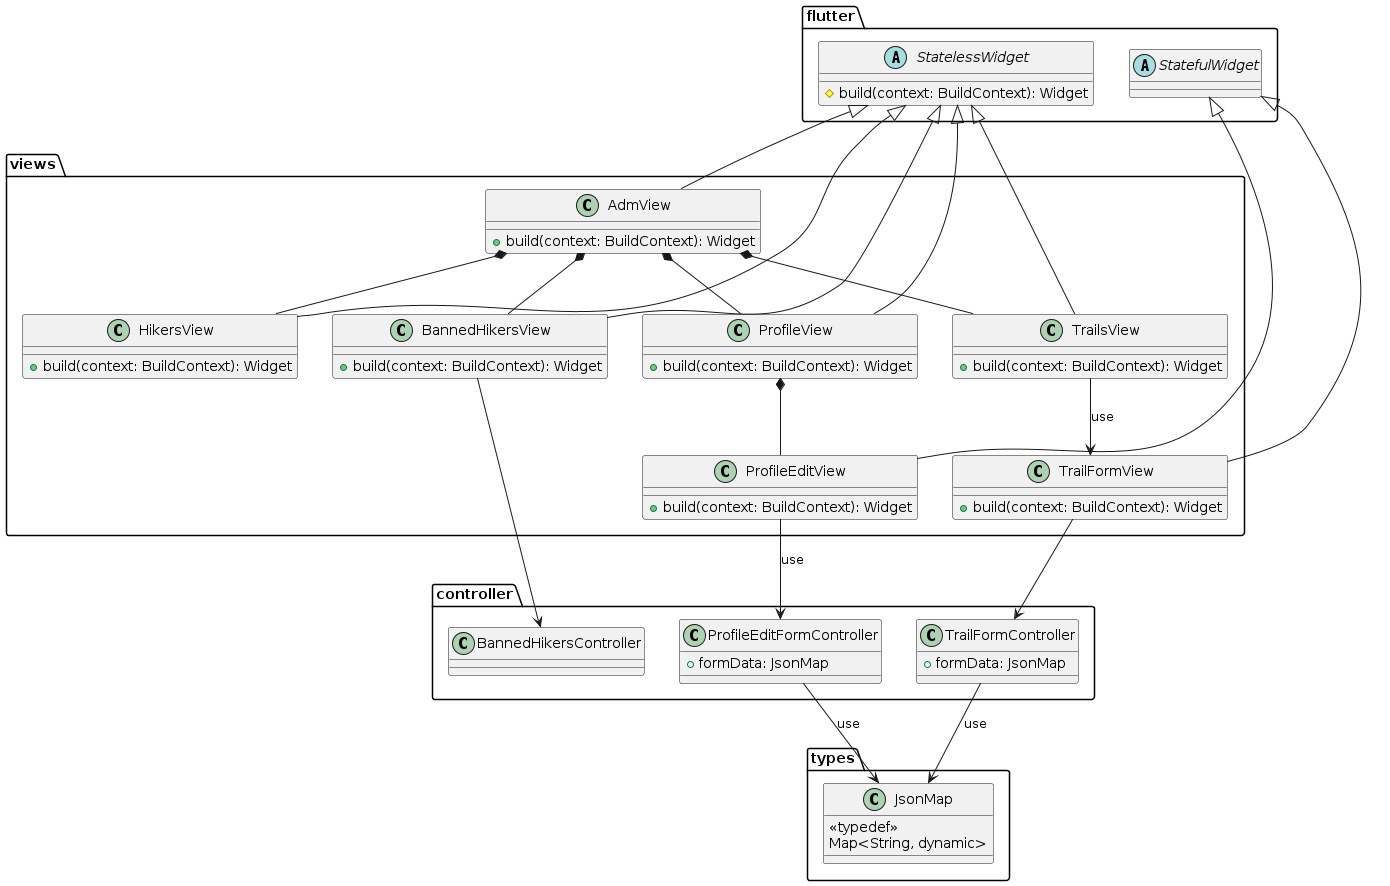 flutter
A StatelessWidget
build(context: BuildContext): Widget
A StatefulWidget
views
C AdmView
build(context: BuildContext): Widget
C HikersView
build(context: BuildContext): Widget
C BannedHikersView
build(context: BuildContext): Widget
C ProfileView
build(context: BuildContext): Widget
C TrailsView
build(context: BuildContext): Widget
use
C ProfileEditView
build(context: BuildContext): Widget
C TrailFormView
build(context: BuildContext): Widget
use
controller
C BannedHikersController
C ProfileEditFormController
formData: JsonMap
C TrailFormController
formData: JsonMap
use
use
types
C JsonMap
«typedef»
Map<String, dynamic>